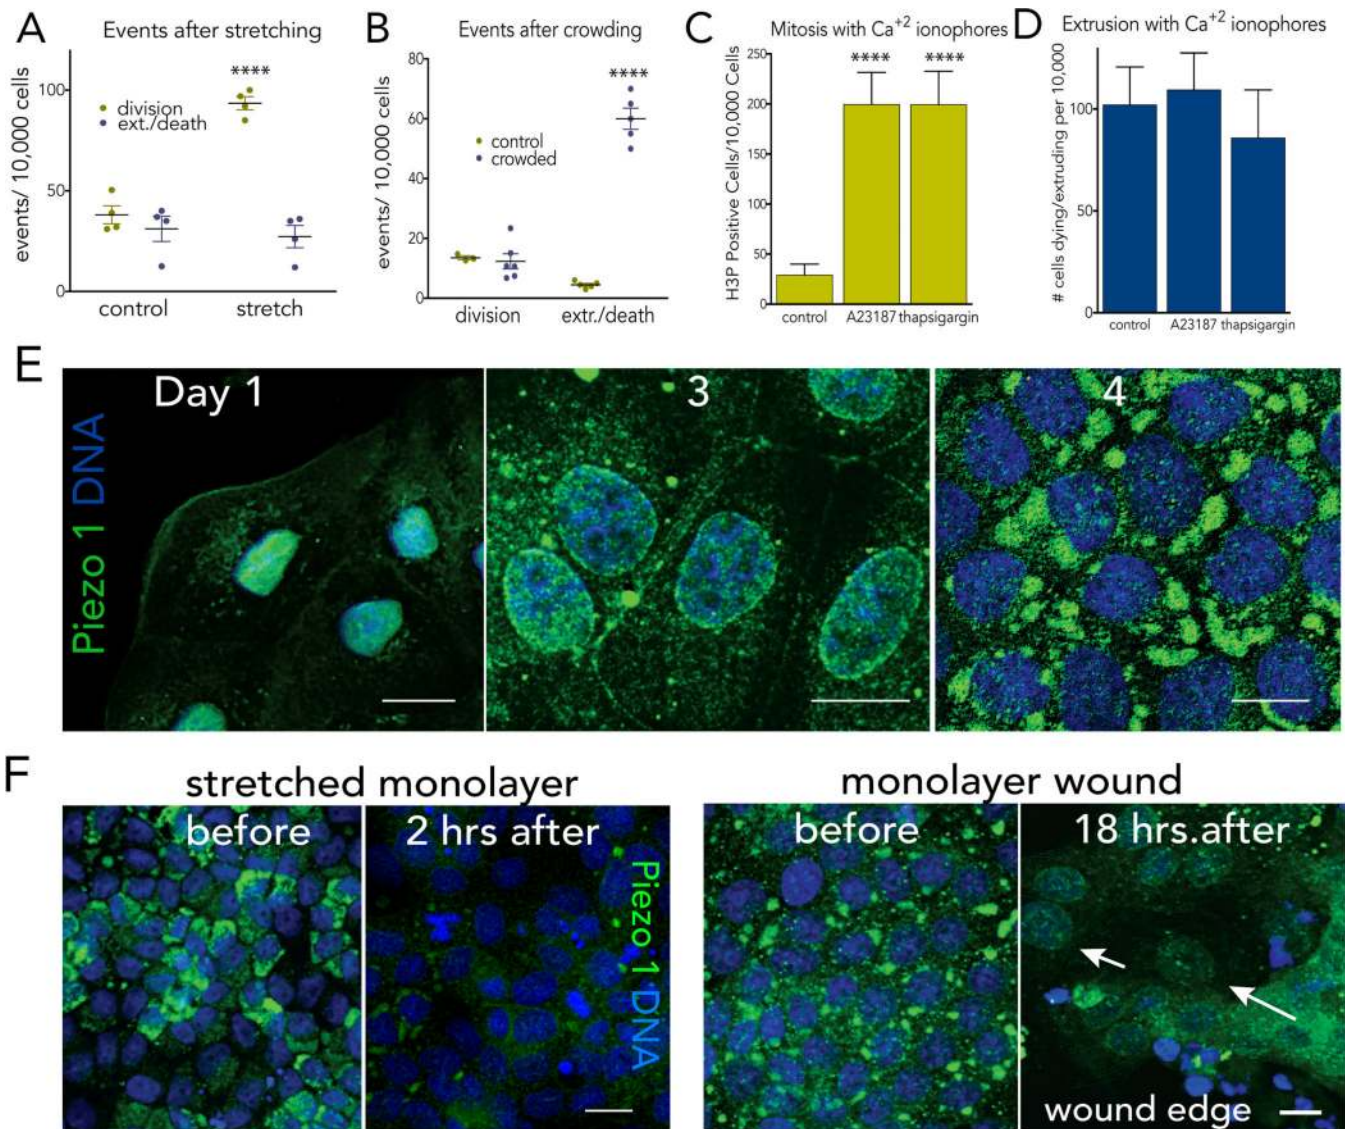 A
Events after stretching
events/ 10,000 cells
100
50
0
****
division
ext./death
control
stretch
B
Events after crowding
events/ 10,000 cells
80
60
40
20
0
****
control
crowded
division
extr./death
C
Mitosis with Ca+2 ionophores
H3P Positive Cells/10,000 Cells
250
200
150
100
50
0
****
****
control
A23187
thapsigargin
D
Extrusion with Ca+2 ionophores
# cells dying/extruding per 10,000
100
50
0
control
A23187
thapsigargin
E
Piezo 1 DNA
Day 1
3
4
F
stretched monolayer
before
2 hrs after
Piezo 1 DNA
monolayer wound
before
18 hrs.after
wound edge